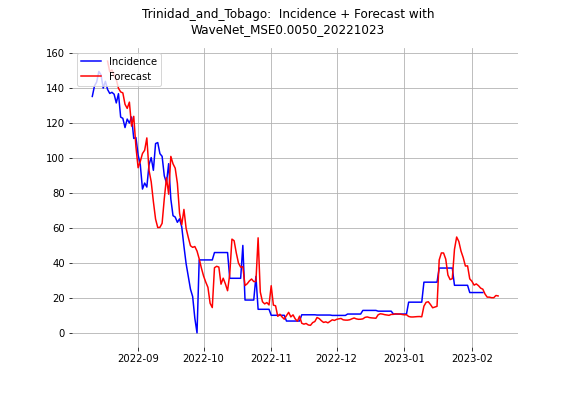 Trinidad_and_Tobago:  Incidence + Forecast with
WaveNet_MSE0.0050_20221023
Incidence
Forecast
160
140
120
100
80
60
40
20
0
2022-09 2022-10 2022-11 2022-12 2023-01 2023-02